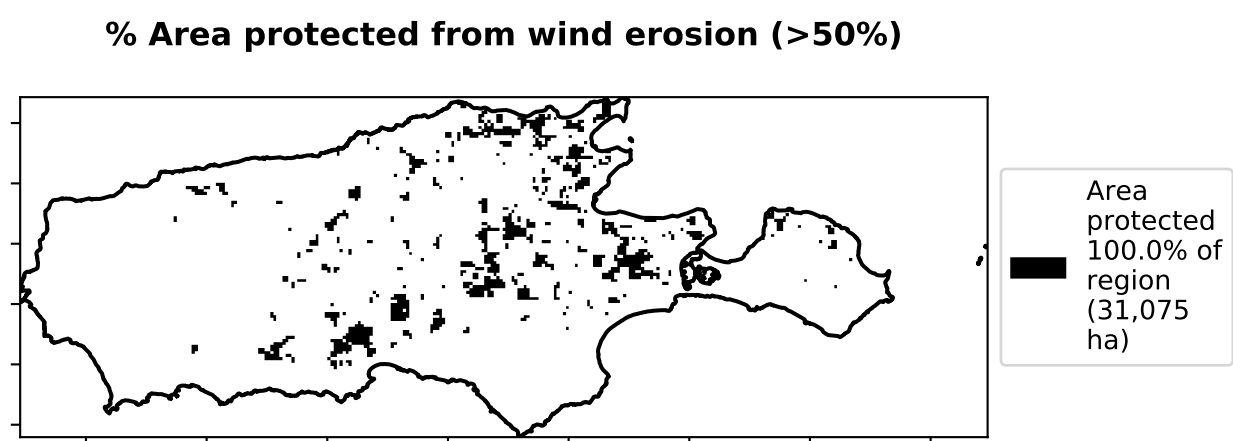 % Area protected from wind erosion (>50%)
Area
protected
100.0% of
region
(31,075
ha)